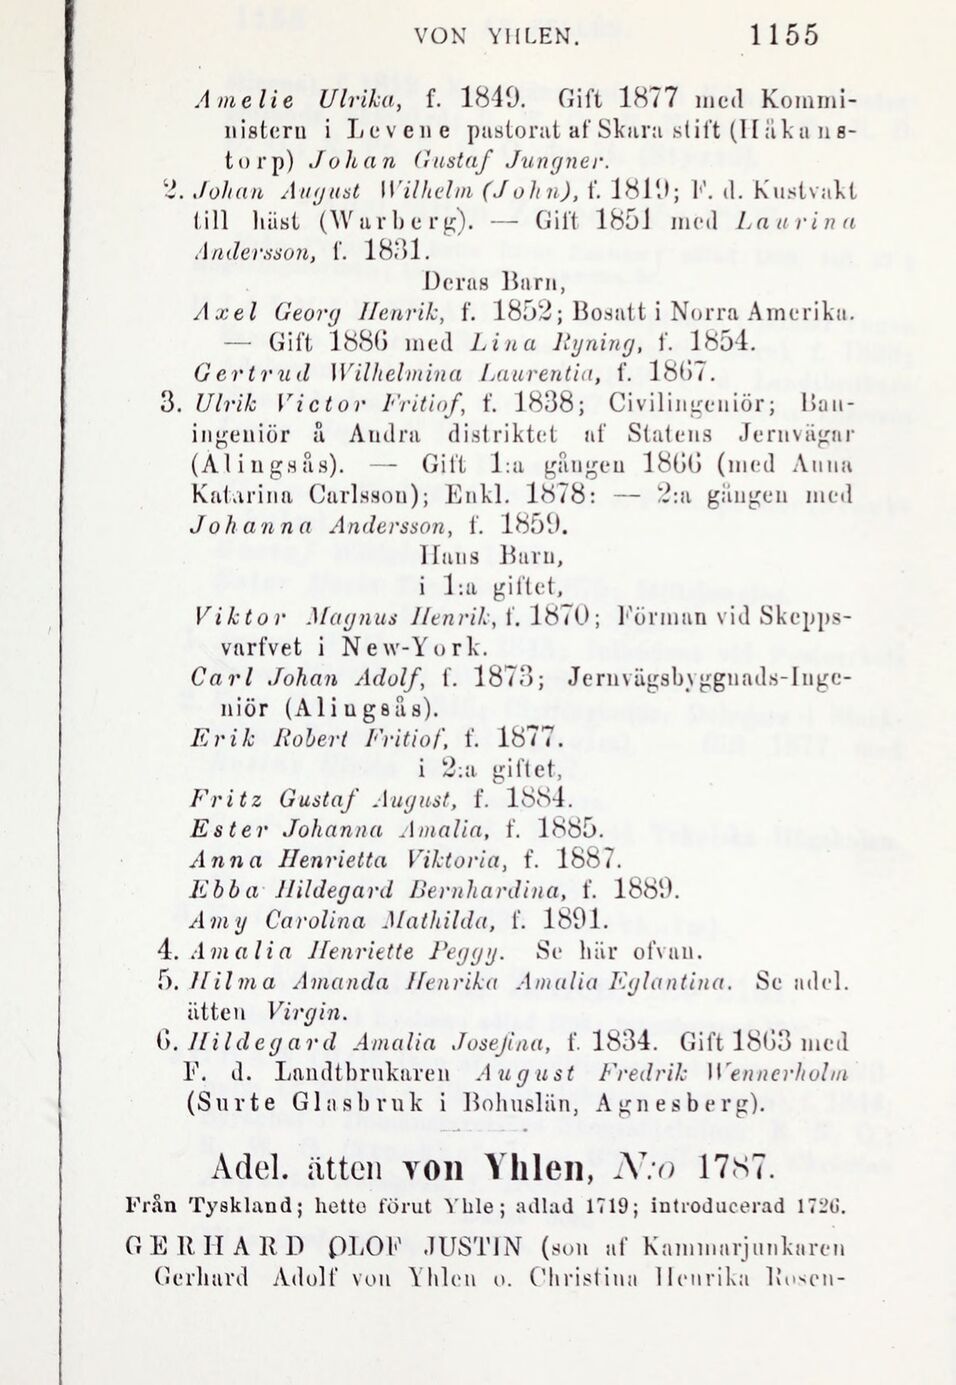 VON YHLEN. 1155
Amelie Ulrika, f. 1849. Gift 1877 med Kommi-
nistern i Levene pastorat af Skara stift (Håkans-
torp) Johan Gustaf Jungner.
2. Johan August Wilhelm (John), f. 1819; F. d. Kustvakt
till häst (Warberg). — Gift 1851 med Laurina
Andersson, f. 1831.
Deras Barn,
Axel Georg Henrik, f. 1852; Bosatt i Norra Amerika.
— Gift 1886 med Lina Ryning, f. 1854.
Gertrud Wilhelmina Laurentia, f. 1867.
3. Ulrik Victor Fritiof, f. 1838; Civilingeniör; Ban-
ingeniör å Andra distriktet af Statens Jernvägar
(Alingsås). — Gift 1:a gången 1866 (med Anna
Katarina Carlsson); Enkl. 1878: — 2:a gången med
Johanna Andersson, f. 1859.
Hans Barn,
i 1:a giftet,
Viktor Magnus Henrik, f. 1870; Förman vid Skepps-
varfvet i New-York.
Carl Johan Adolf, f. 1873; Jernvägsbyggnads-Inge-
niör (Alingsås).
Erik Robert Fritiof, f. 1877.
i 2:a giftet,
Fritz Gustaf August, f. 1884.
Ester Johanna Amalia, f. 1885.
Anna Henrietta Viktoria, f. 1887.
Ebba Hildegard Bernhardina, f. 1889.
Amy Carolina Mathilda, f. 1891.
4. Amalia Henriette Peggy. Se här ofvan.
5. Hilma Amanda Henrika Amalia Eglantina. Se adel.
ätten Virgin.
6. Hildegard Amalia Josefina, f. 1834. Gift 1863 med
F. d. Landtbrukaren August Fredrik Wennerholm
(Surte Glasbruk i Bohuslän, Agnesberg).
Adel. ätten von Yhlen, N:o 1787.
Från Tyskland; hette förut Yhle; adlad 1719; introducerad 1726.
GERHARD OLOF JUSTIN (son af Kammarjunkaren
Gerhard Adolf von Yhlen o. Christina Henrika Rosen-